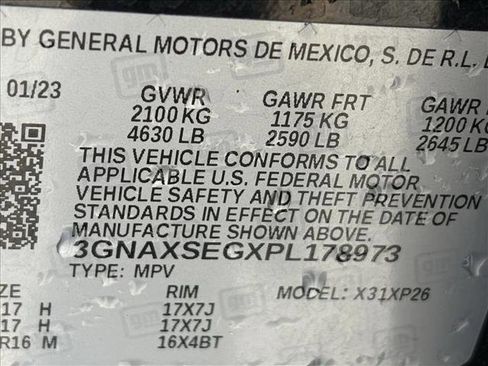 BY GENERAL MOTORS DE MEXICO, S. DE R.L.
01/23 GVWR GAWR FRT GAWR
2100 KG 1175 KG 1200 KG
4630 LB 2590 LB 2645 LB
THIS VEHICLE CONFORMS TO ALL
APPLICABLE U.S. FEDERAL MOTOR
VEHICLE SAFETY AND THEFT PREVENTION
STANDARDS IN EFFECT ON THE DATE OF
MANUFACTURE SHOWN ABOVE.
3GNAXSEGXPL178973
TYPE: MPV MODEL: X31XP26
ZE RIM
17 H 17X7J
17 H 17X7J
R16 M 16X4BT